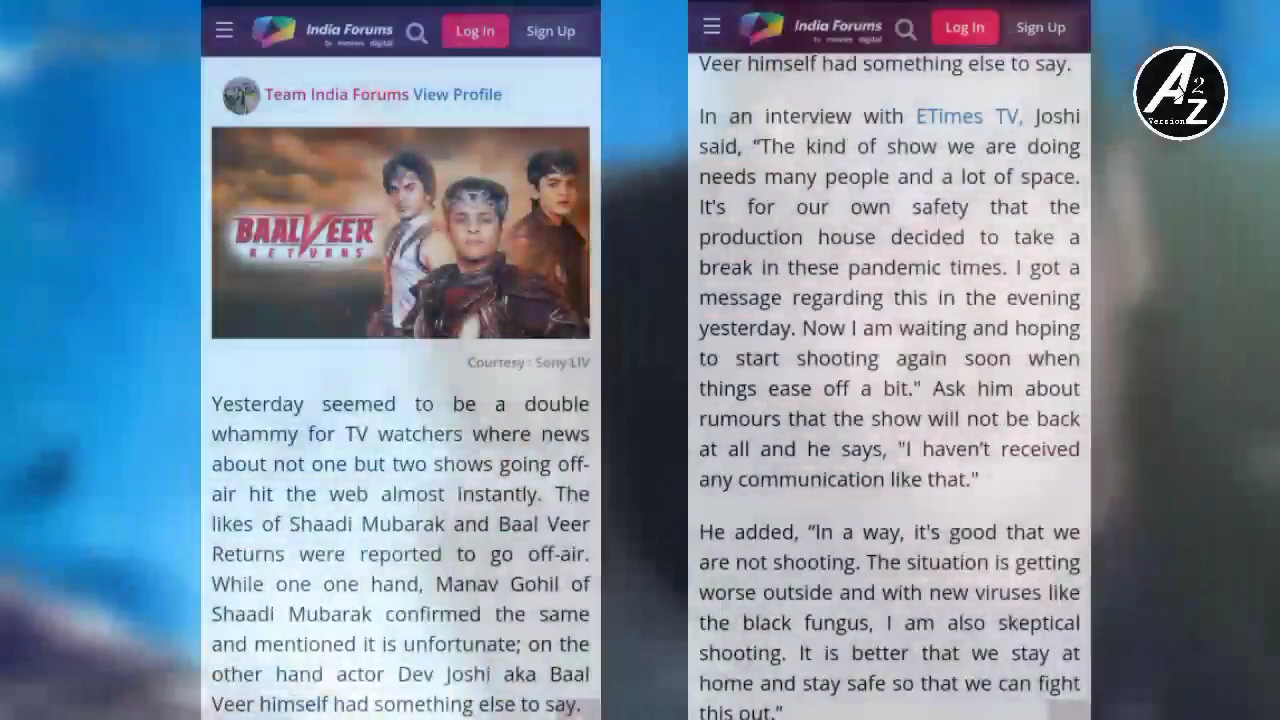 India Forums
Log In
Sign Up
Team India Forums View Profile
BAALVEER
RETURNS
Courtesy : Sony LIV
Yesterday seemed to be a double
whammy for TV watchers where news
about not one but two shows going off-
air hit the web almost instantly. The
likes of Shaadi Mubarak and Baal Veer
Returns were reported to go off-air.
While one one hand, Manav Gohil of
Shaadi Mubarak confirmed the same
and mentioned it is unfortunate; on the
other hand actor Dev Joshi aka Baal
Veer himself had something else to say.
India Forums
Log In
Sign Up
Veer himself had something else to say.
In an interview with ETimes TV, Joshi
said, “The kind of show we are doing
needs many people and a lot of space.
It's for our own safety that the
production house decided to take a
break in these pandemic times. I got a
message regarding this in the evening
yesterday. Now I am waiting and hoping
to start shooting again soon when
things ease off a bit." Ask him about
rumours that the show will not be back
at all and he says, "I haven’t received
any communication like that."
He added, “In a way, it's good that we
are not shooting. The situation is getting
worse outside and with new viruses like
the black fungus, I am also skeptical
shooting. It is better that we stay at
home and stay safe so that we can fight
this out.”
A2Z
Version